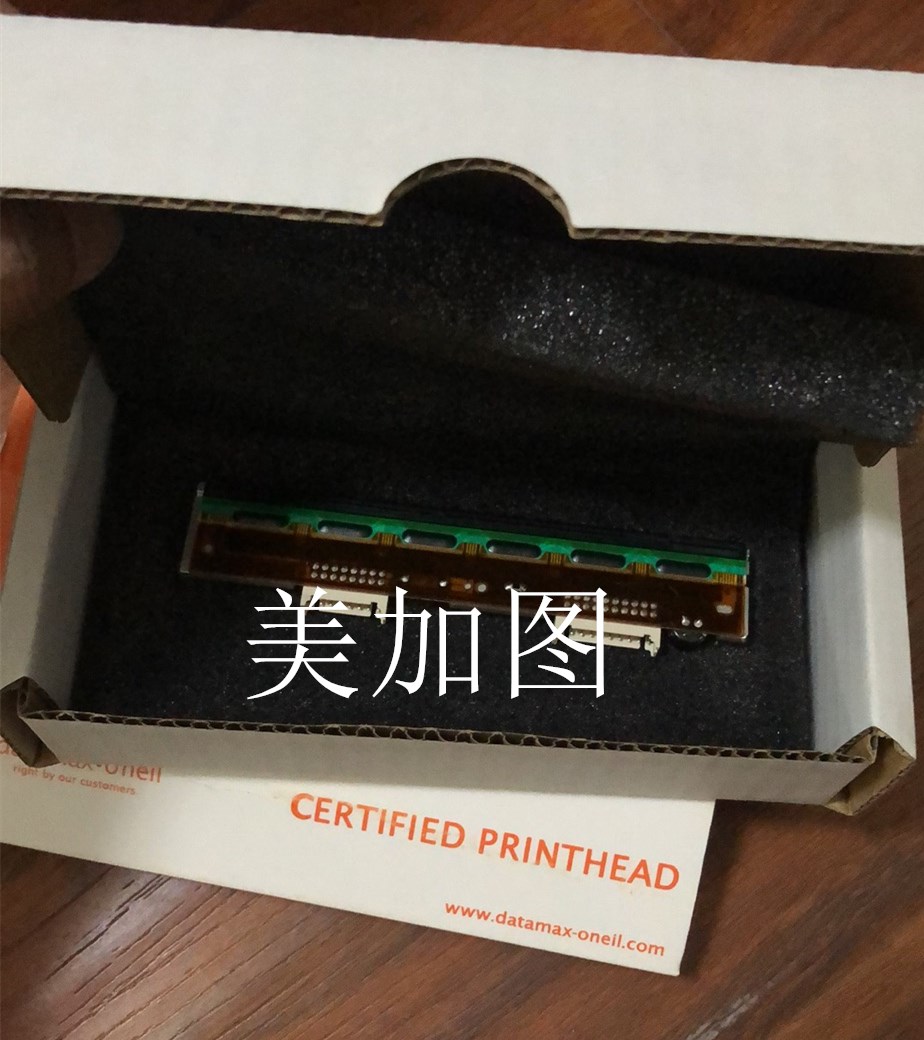 美加图
right by our customers
CERTIFIED PRINTHEAD
www.datamax-oneil.com